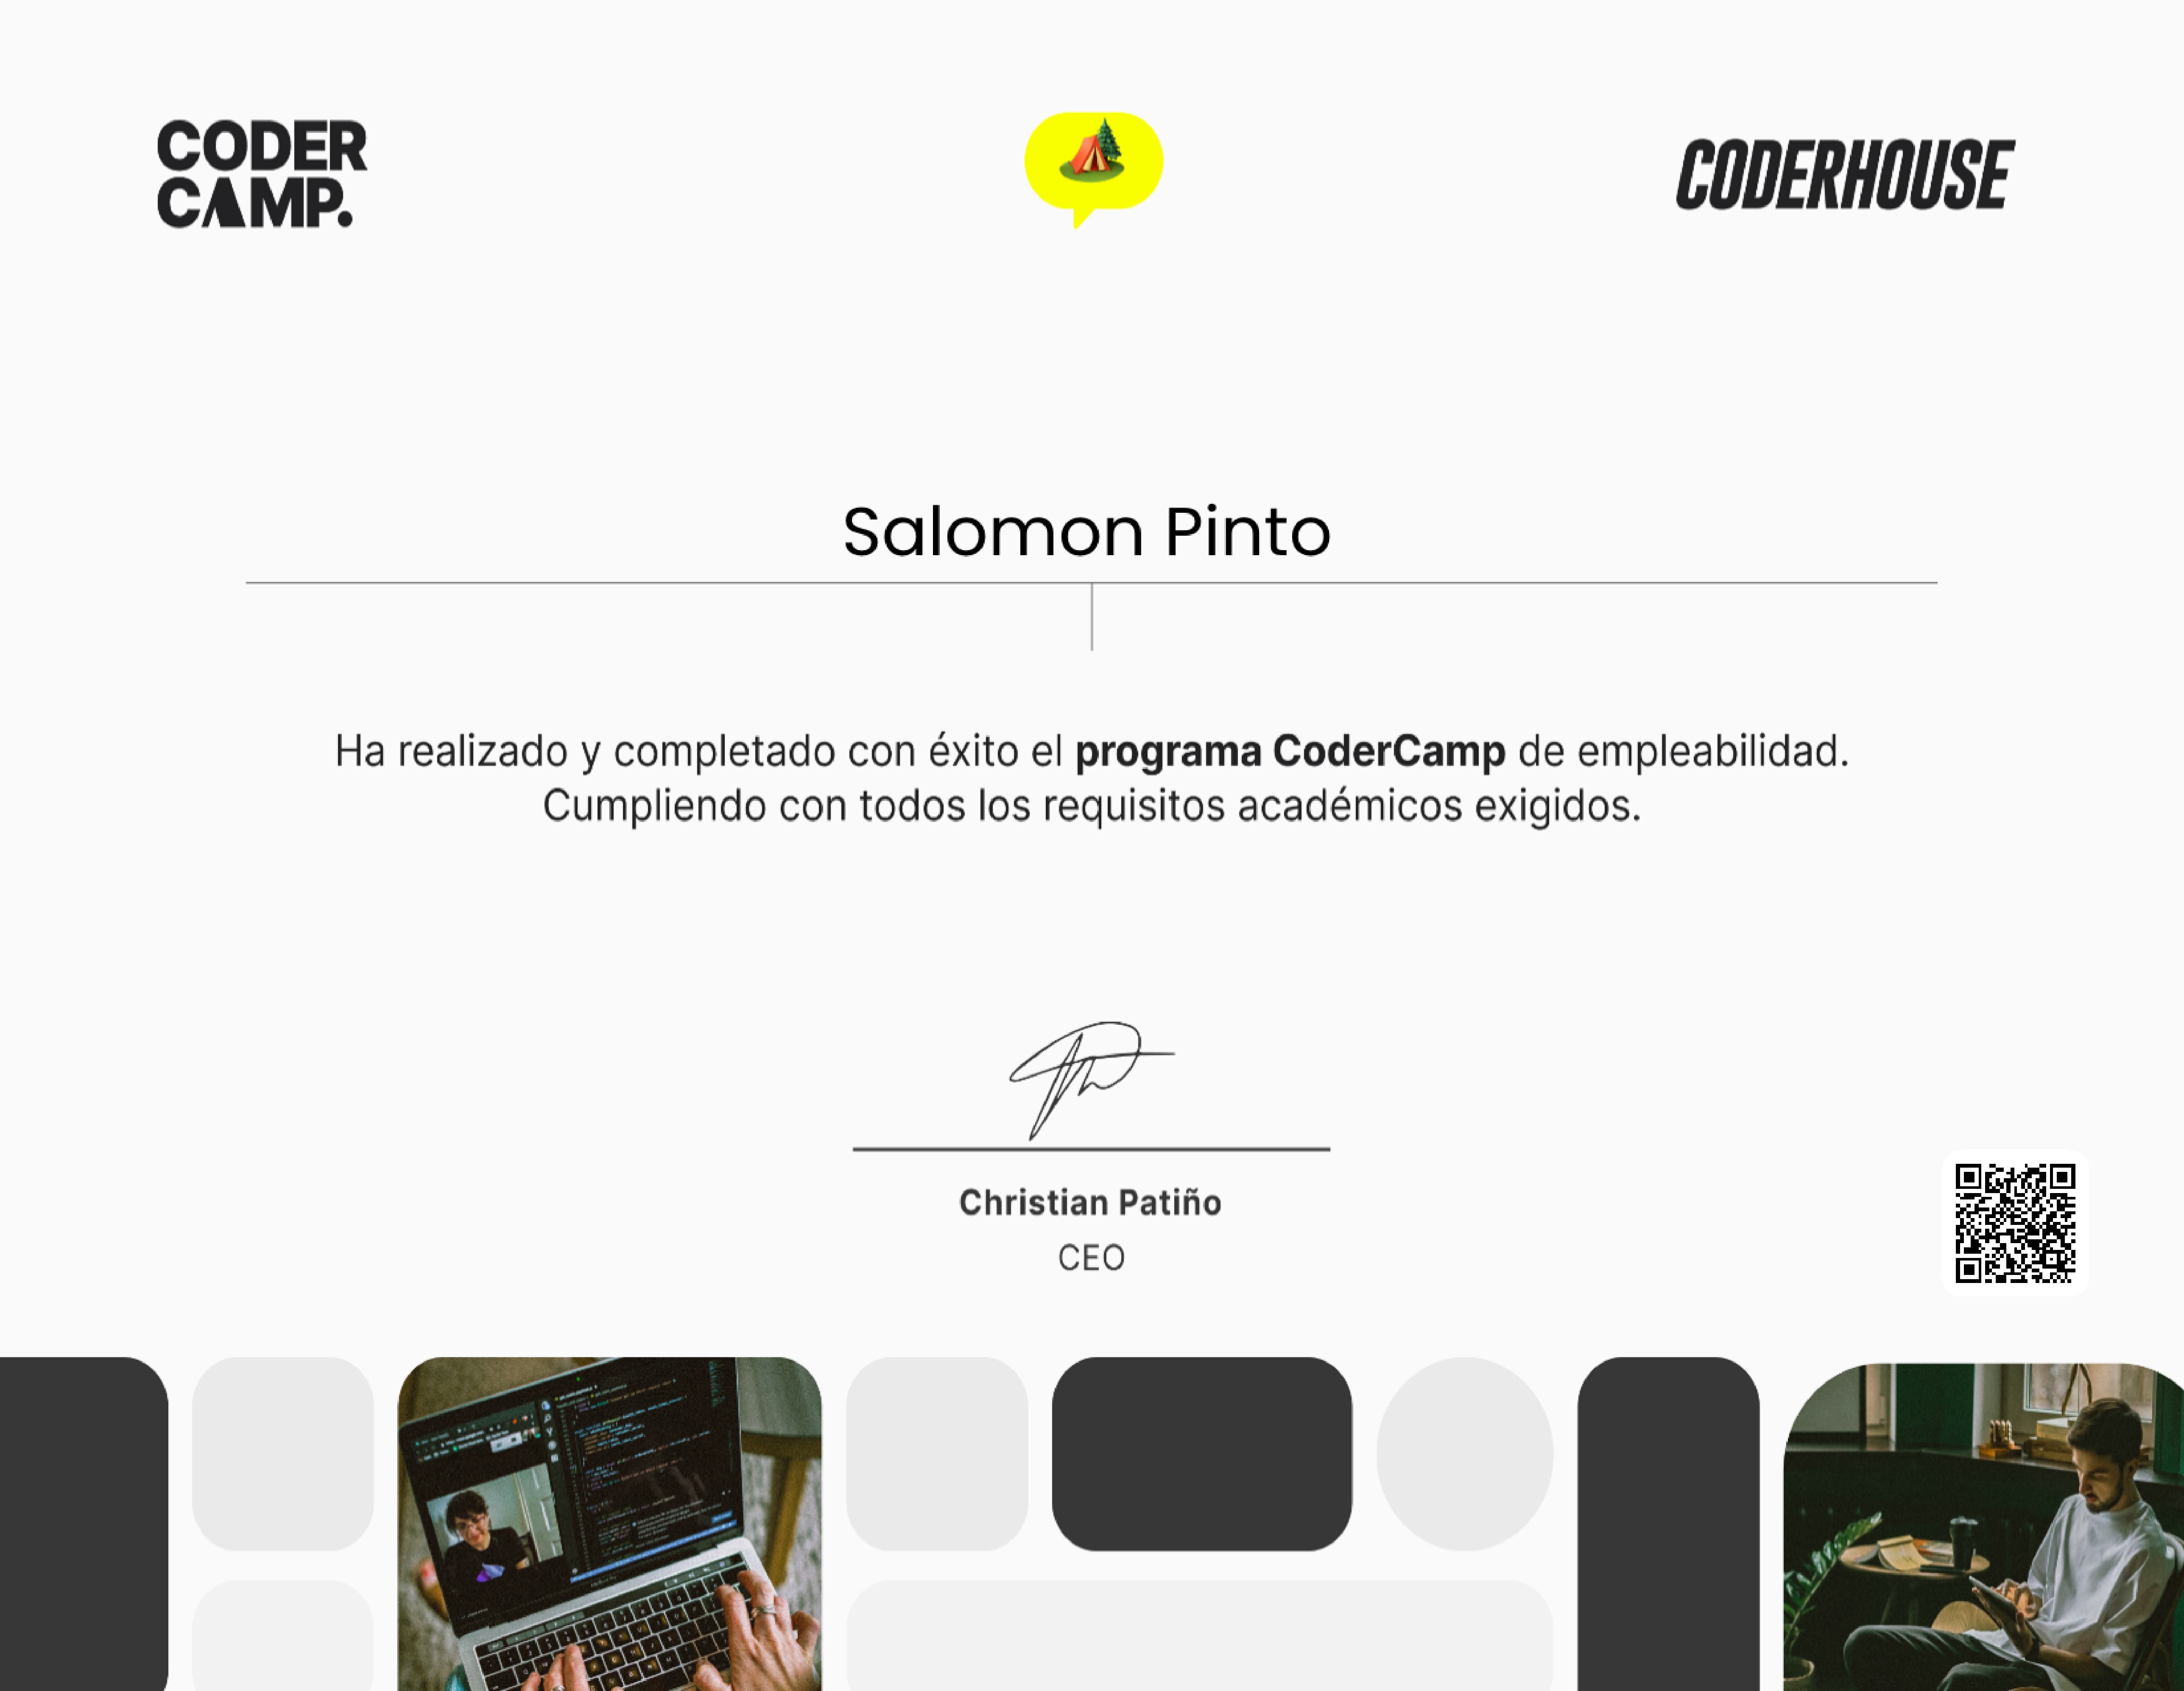 CODER
CAMP.
CODERHOUSE
Salomon Pinto
Ha realizado y completado con éxito el programa CoderCamp de empleabilidad.
Cumpliendo con todos los requisitos académicos exigidos.
Christian Patiño
CEO